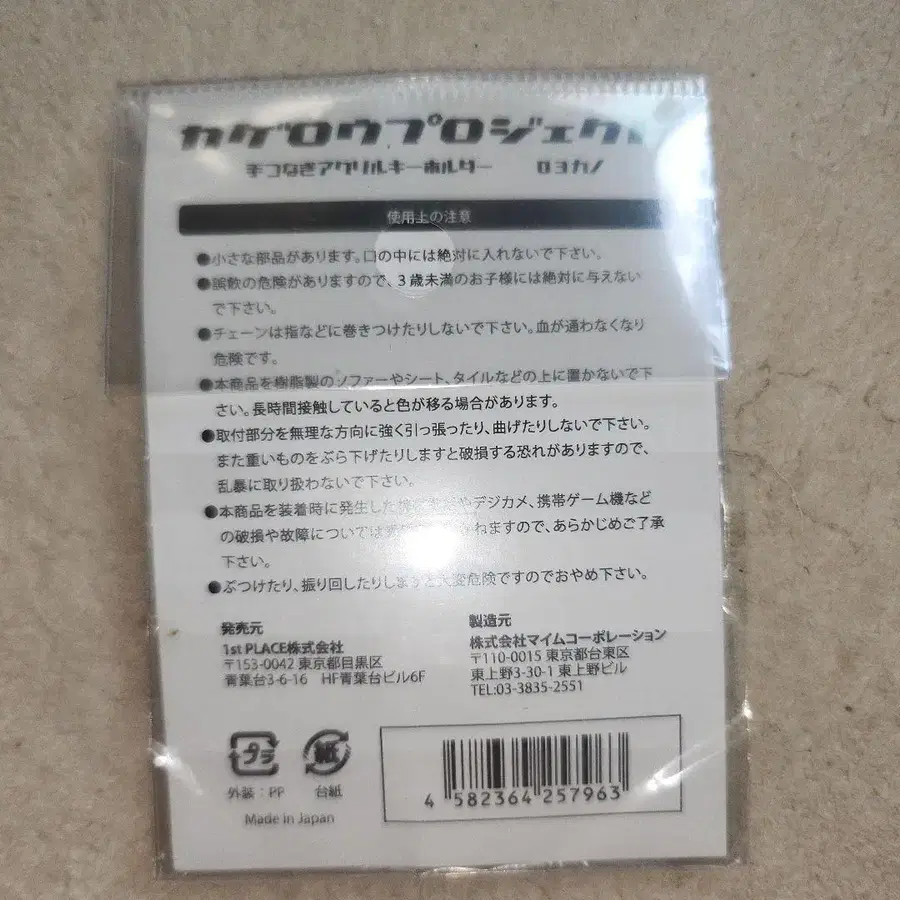 カゲロウプロジェクト
手つなぎアクリルキーホルダー ロヨカノ
使用上の注意
●小さな部品があります。口の中には絶対に入れないで下さい。
●誤飲の危険がありますので、3歳未満のお子様には絶対に与えない
で下さい。
●チェーンは指などに巻きつけたりしないで下さい。血が通わなくなり
危険です。
●本商品を樹脂製のソファーやシート、タイルなどの上に置かないで下
さい。長時間接触していると色が移る場合があります。
●取付部分を無理な方向に強く引っ張ったり、曲げたりしないで下さい。
また重いものをぶら下げたりしますと破損する恐れがありますので、
乱暴に取り扱わないで下さい。
●本商品を装着時に発生した携帯電話やデジカメ、携帯ゲーム機など
の破損や故障については ねますので、あらかじめご了承
下さい。
●ぶつけたり、振り回したりしますと大変危険ですのでおやめ下さい。
発売元
1st PLACE株式会社
〒153-0042 東京都目黒区
青葉台3-6-16 HF青葉台ビル6F
製造元
株式会社マイムコーポレーション
〒110-0015 東京都台東区
東上野3-30-1 東上野ビル
TEL:03-3835-2551
プラ
紙
外装:PP
台紙
Made in Japan
4 582364 257963